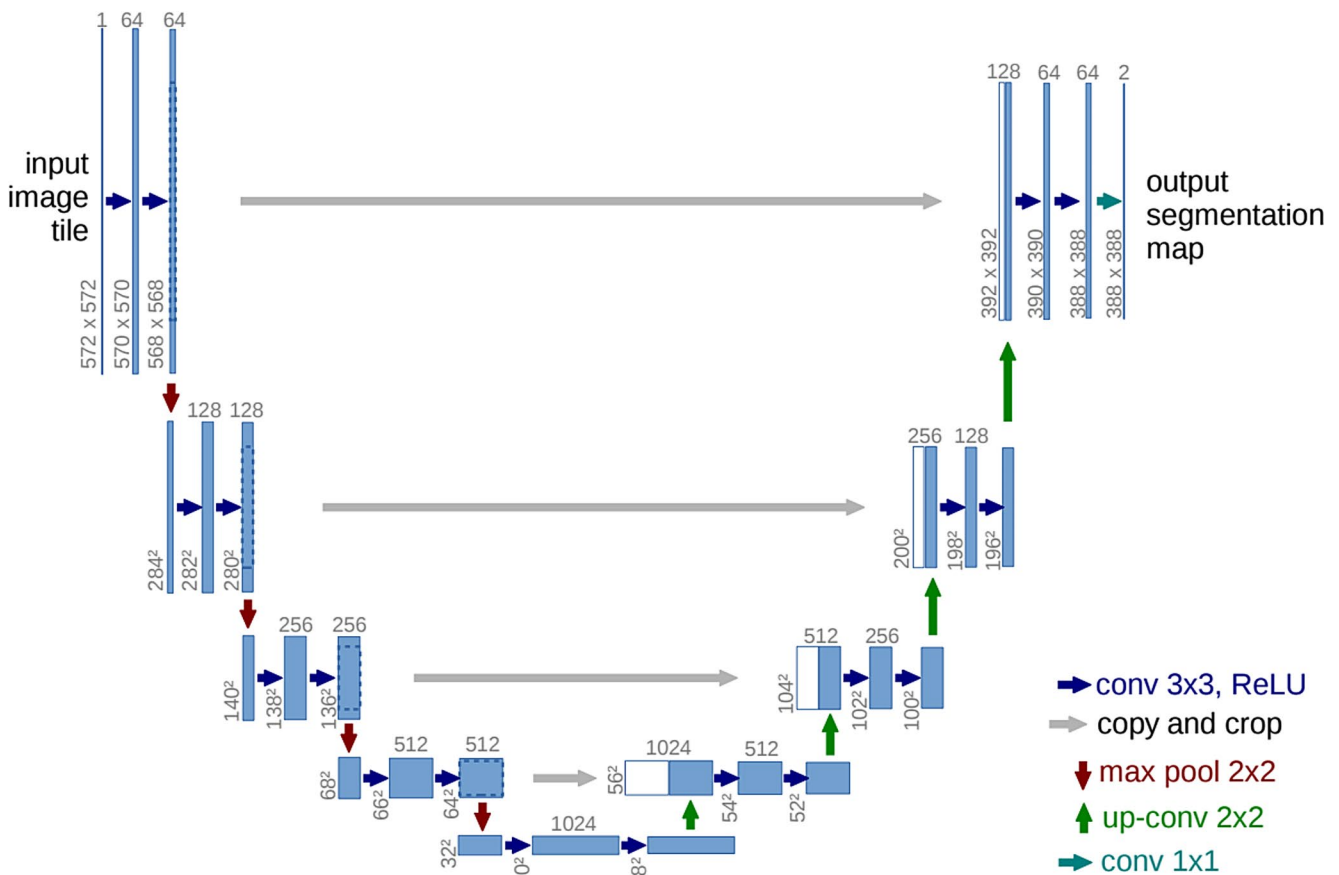 1 64 64
input
image
tile
572 x 572
570 x 570
568 x 568
128 64 64 2
output
segmentation
map
392 x 392
390 x 390
388 x 388
388 x 388
128 128
284²
282²
280²
256 128
200²
198²
196²
256 256
140²
138²
136²
512 256
104²
102²
100²
512 512
68²
66²
64²
1024 512
56²
54²
52²
1024
32²
0²
8²
conv 3x3, ReLU
copy and crop
max pool 2x2
up-conv 2x2
conv 1x1